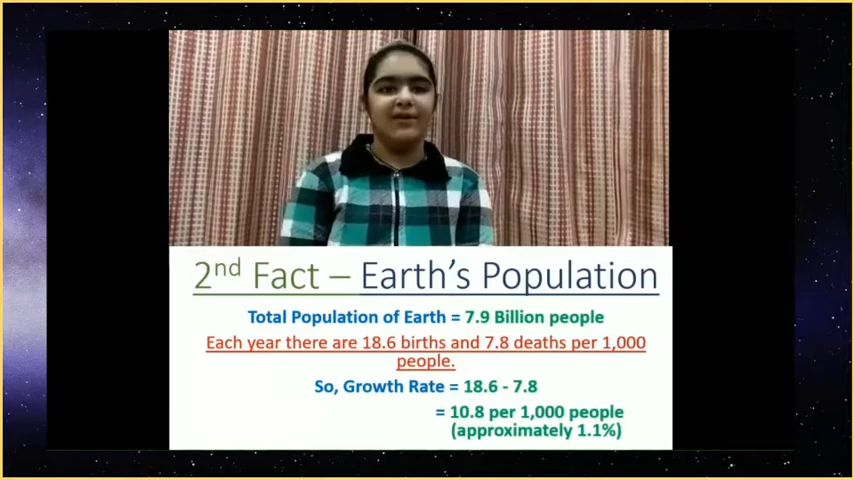 2nd Fact – Earth's Population
Total Population of Earth = 7.9 Billion people
Each year there are 18.6 births and 7.8 deaths per 1,000
people.
So, Growth Rate = 18.6 - 7.8
= 10.8 per 1,000 people
(approximately 1.1%)